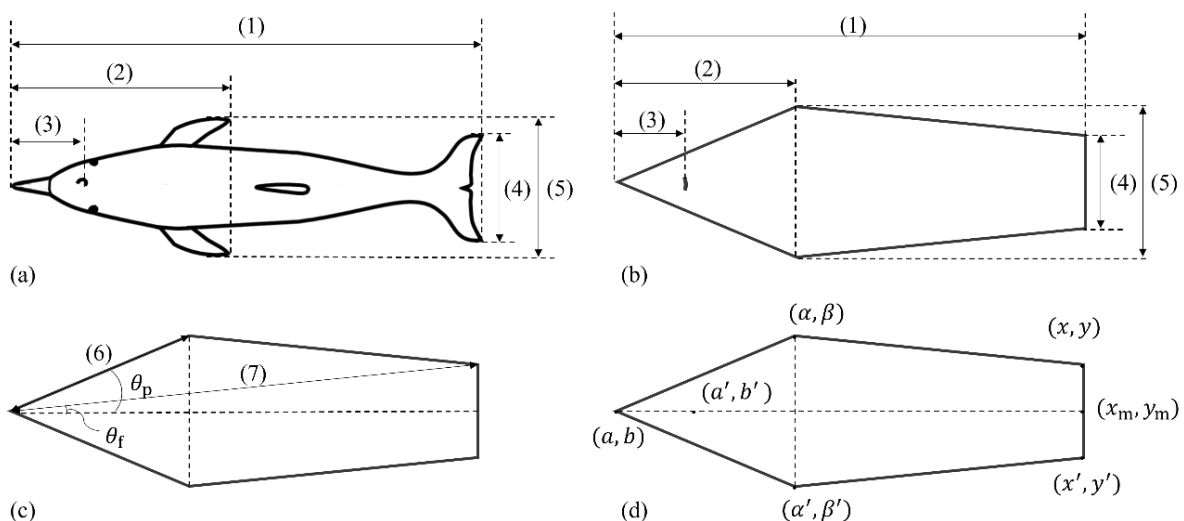 (1)
(2)
(3)
(4)
(5)
(a)
(1)
(2)
(3)
(4)
(5)
(b)
(6)
(7)
θp
θf
(c)
(α, β)
(x, y)
(a′, b′)
(xm, ym)
(a, b)
(x′, y′)
(α′, β′)
(d)